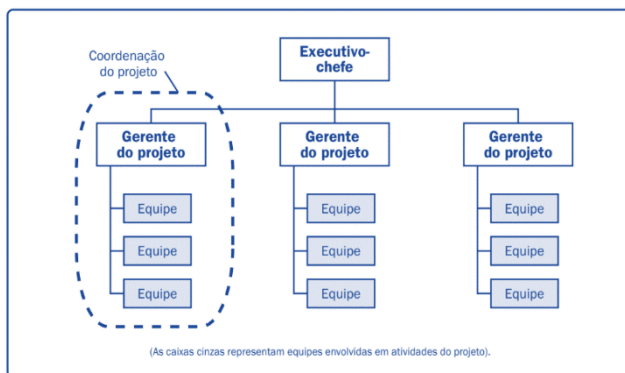 Coordenação
do projeto
Executivo-
chefe
Gerente
do projeto
Gerente
do projeto
Gerente
do projeto
Equipe
Equipe
Equipe
Equipe
Equipe
Equipe
Equipe
Equipe
Equipe
(As caixas cinzas representam equipes envolvidas em atividades do projeto).